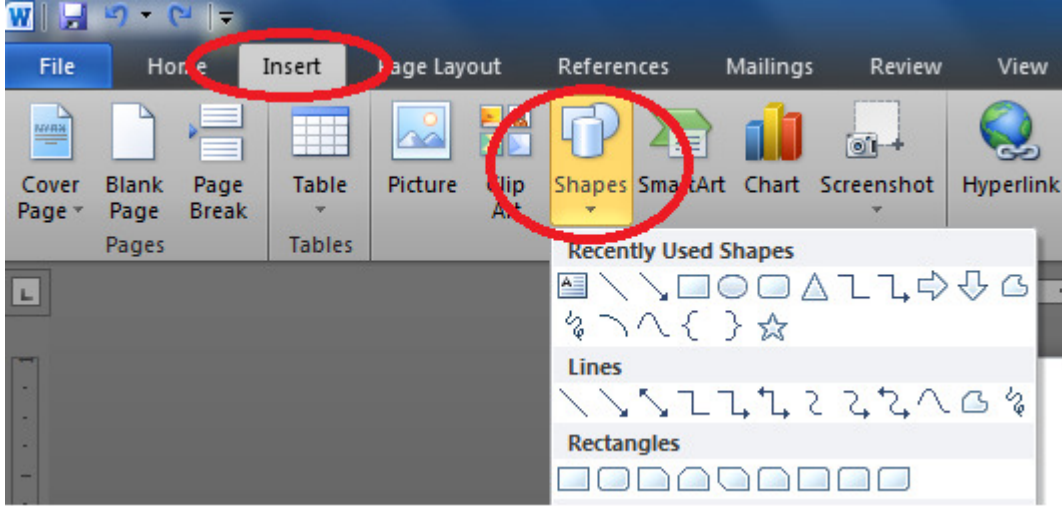 W
File Home Insert Page Layout References Mailings Review View
Cover Page Blank Page Page Break Table Picture Clip Art Shapes SmartArt Chart Screenshot Hyperlink
Pages Tables
Recently Used Shapes
A
Lines
Rectangles